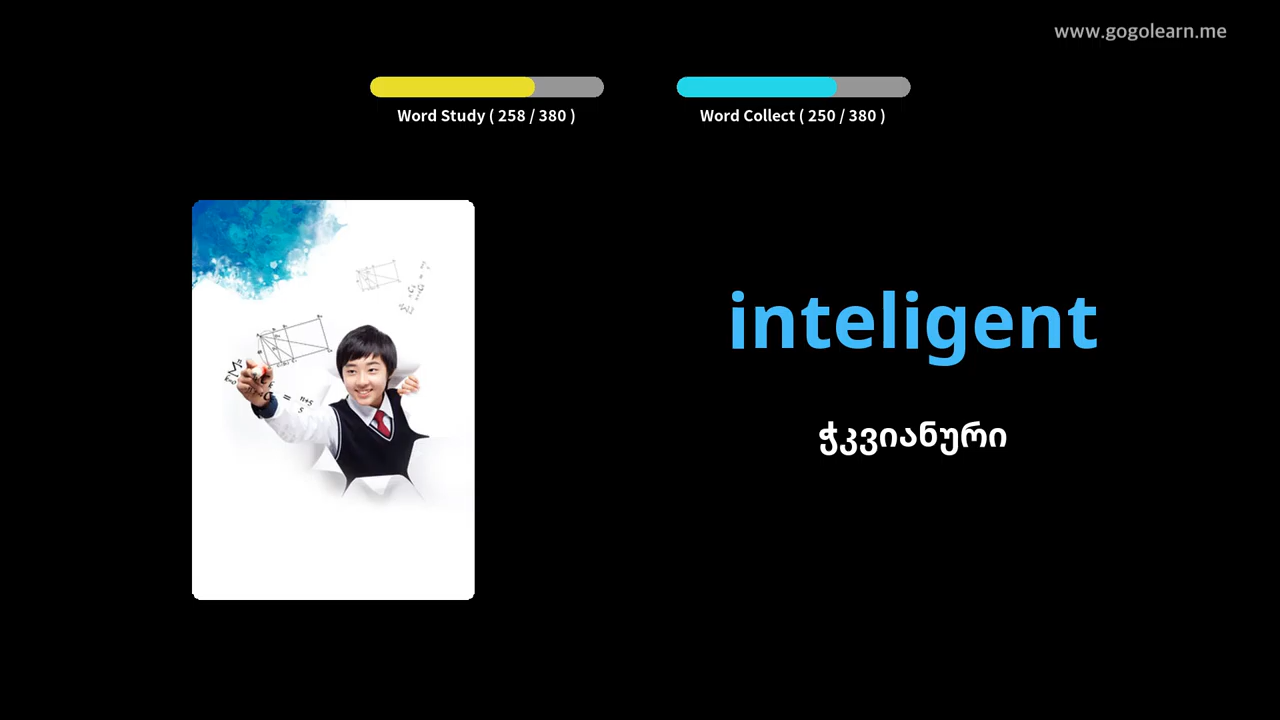 www.gogolearn.me
Word Study ( 258 / 380 )
Word Collect ( 250 / 380 )
inteligent
ჭკვიანური